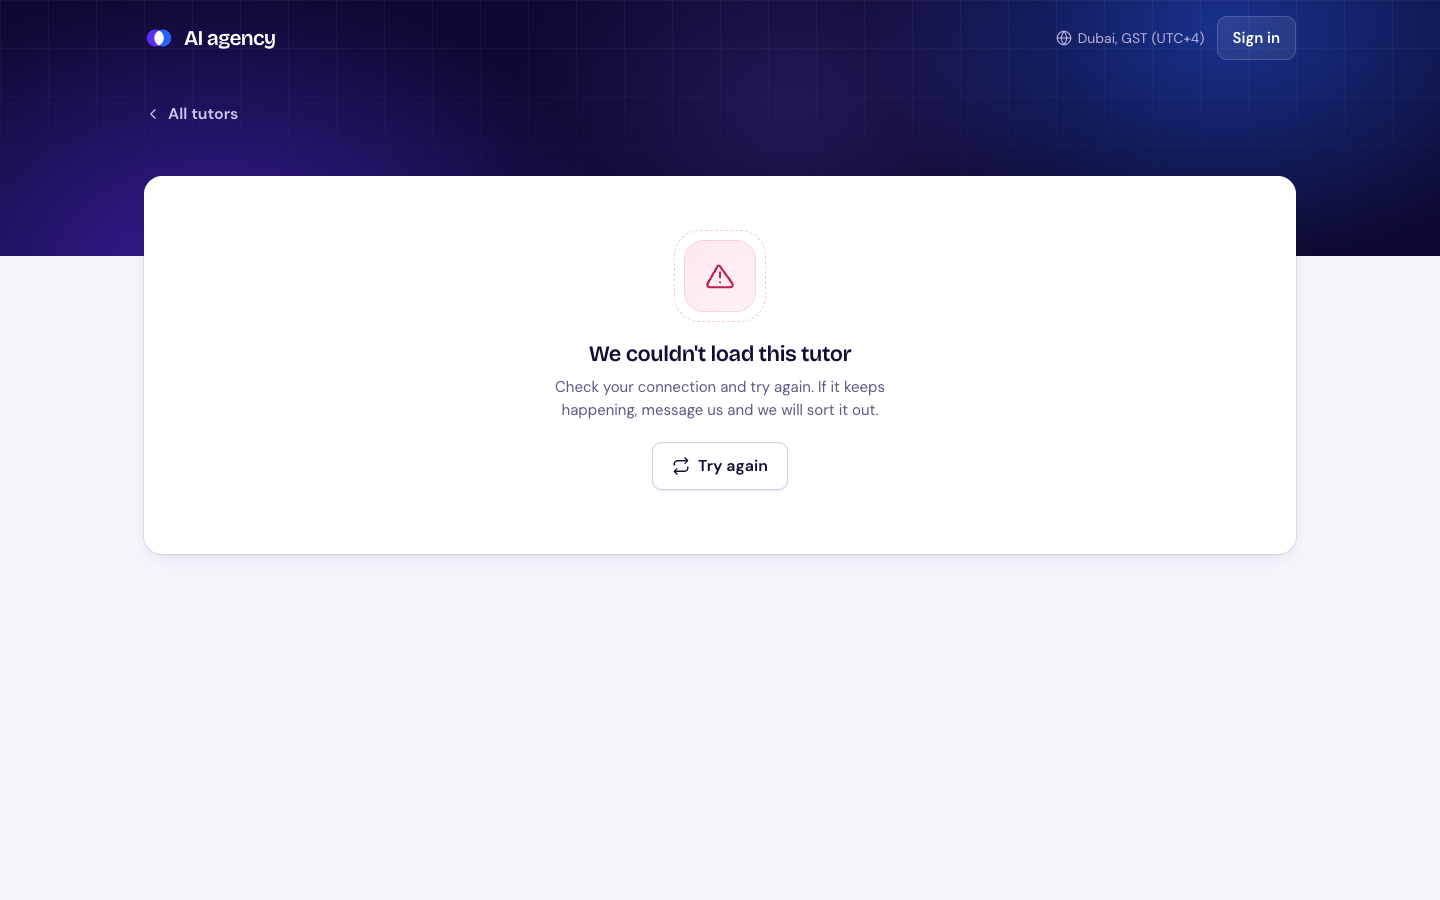 AI agency
Dubai, GST (UTC+4)
Sign in
All tutors
We couldn't load this tutor
Check your connection and try again. If it keeps
happening, message us and we will sort it out.
Try again